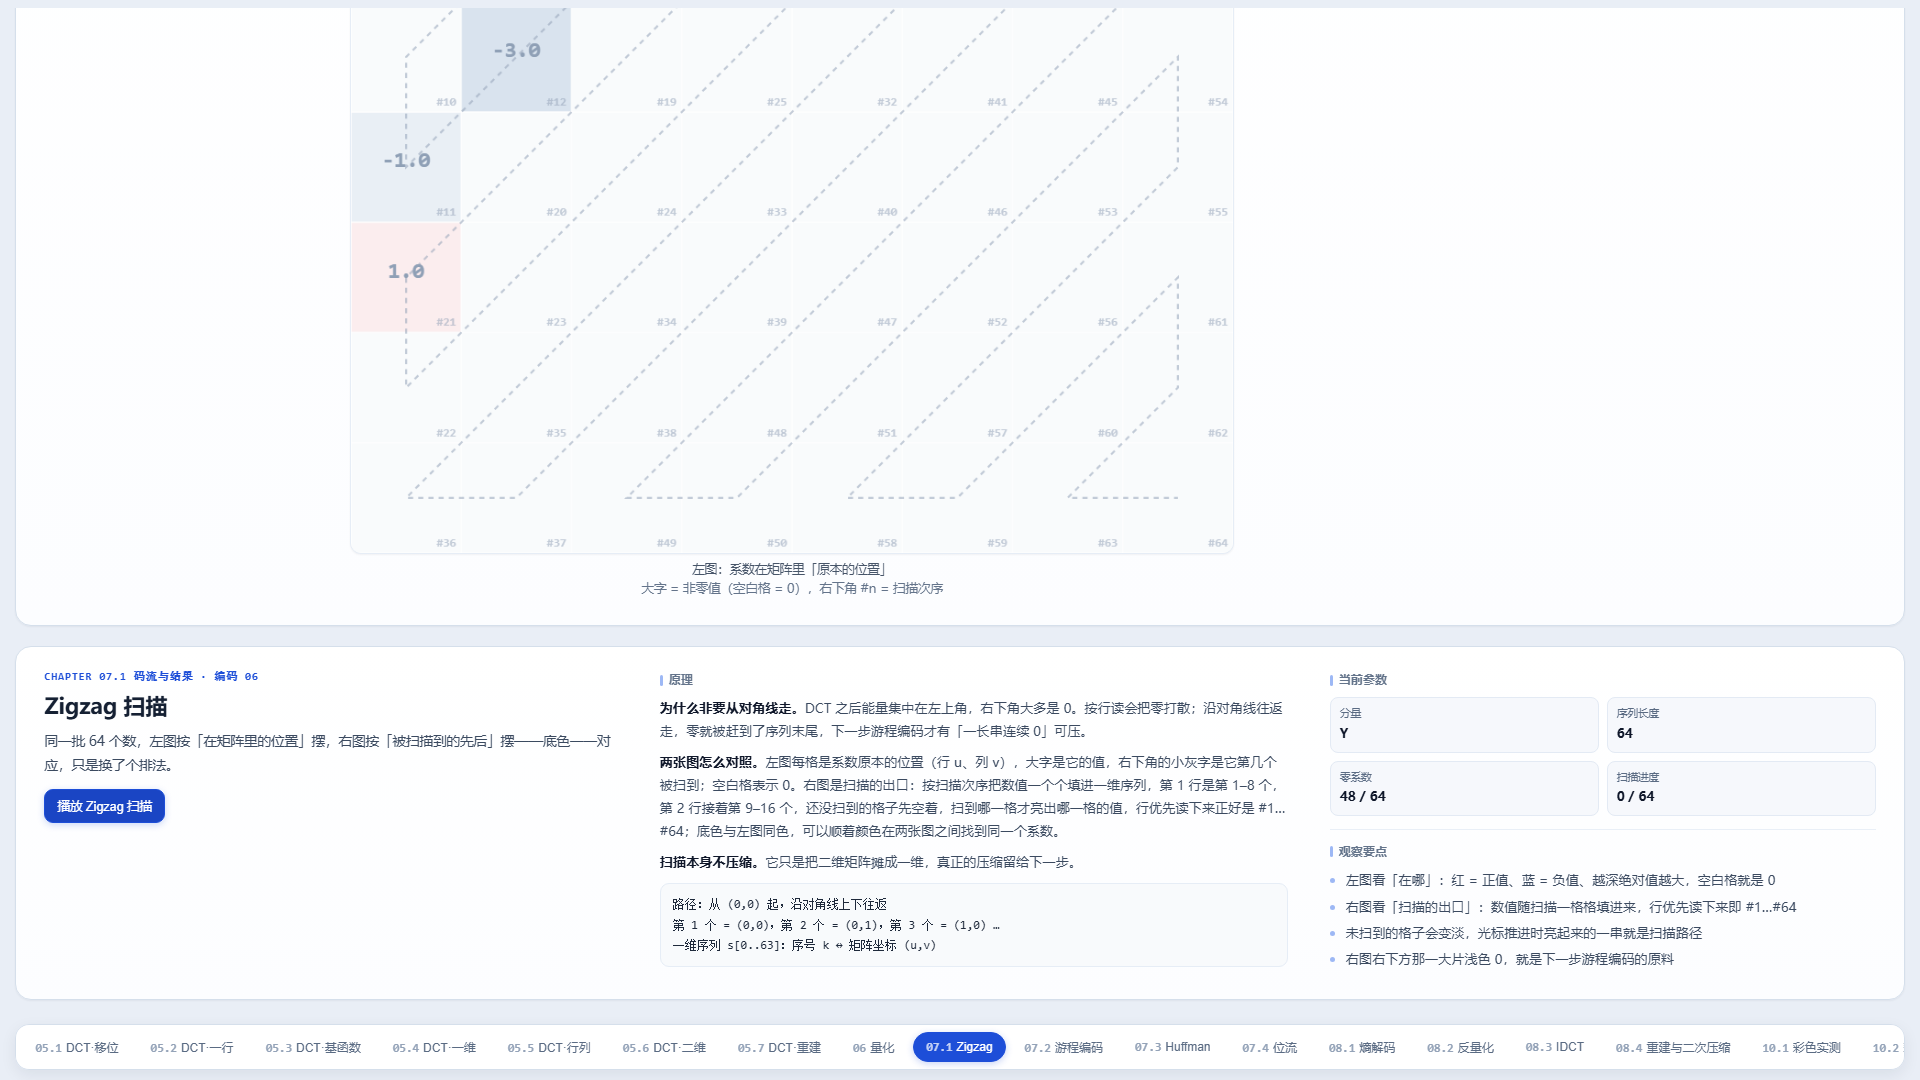 -3.0
#10 #12 #19 #25 #32 #41 #45 #54
-1.0
#11 #20 #24 #33 #40 #46 #53 #55
1.0
#21 #23 #34 #39 #47 #52 #56 #61
#22 #35 #38 #48 #51 #57 #60 #62
#36 #37 #49 #50 #58 #59 #63 #64
左图：系数在矩阵里「原本的位置」
大字 = 非零值（空白格 = 0），右下角 #n = 扫描次序
CHAPTER 07.1 码流与结果 · 编码 06
Zigzag 扫描
同一批 64 个数，左图按「在矩阵里的位置」摆，右图按「被扫描到的先后」摆——底色一一对
应，只是换了个排法。
播放 Zigzag 扫描
原理
为什么非要从对角线走。DCT 之后能量集中在左上角，右下角大多是 0。按行读会把零打散；沿对角线往返
走，零就被赶到了序列末尾，下一步游程编码才有「一长串连续 0」可压。
两张图怎么对照。左图每格是系数原本的位置（行 u、列 v），大字是它的值，右下角的小灰字是它第几个
被扫到；空白格表示 0。右图是扫描的出口：按扫描次序把数值一个个填进一维序列，第 1 行是第 1–8 个，
第 2 行接着第 9–16 个，还没扫到的格子先空着，扫到哪一格才亮出哪一格的值，行优先读下来正好是 #1…
#64；底色与左图同色，可以顺着颜色在两张图之间找到同一个系数。
扫描本身不压缩。它只是把二维矩阵摊成一维，真正的压缩留给下一步。
路径：从 (0,0) 起，沿对角线上下往返
第 1 个 = (0,0)，第 2 个 = (0,1)，第 3 个 = (1,0) …
一维序列 s[0..63]：序号 k ↔ 矩阵坐标 (u,v)
当前参数
分量
Y
序列长度
64
零系数
48 / 64
扫描进度
0 / 64
观察要点
左图看「在哪」：红 = 正值、蓝 = 负值、越深绝对值越大，空白格就是 0
右图看「扫描的出口」：数值随扫描一格格填进来，行优先读下来即 #1…#64
未扫到的格子会变淡，光标推进时亮起来的一串就是扫描路径
右图右下方那一大片浅色 0，就是下一步游程编码的原料
05.1 DCT·移位 05.2 DCT·一行 05.3 DCT·基函数 05.4 DCT·一维 05.5 DCT·行列 05.6 DCT·二维 05.7 DCT·重建 06 量化 07.1 Zigzag 07.2 游程编码 07.3 Huffman 07.4 位流 08.1 熵解码 08.2 反量化 08.3 IDCT 08.4 重建与二次压缩 10.1 彩色实测 10.2